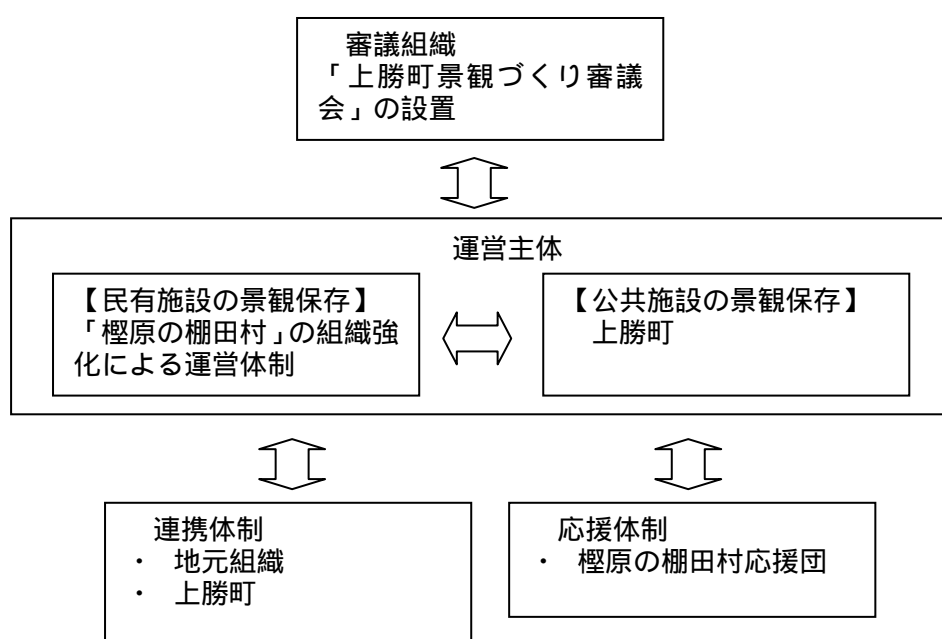 審議組織
「上勝町景観づくり審議
会」の設置
運営主体
【民有施設の景観保存】
「樫原の棚田村」の組織強
化による運営体制
【公共施設の景観保存】
上勝町
連携体制
・ 地元組織
・ 上勝町
応援体制
・ 樫原の棚田村応援団